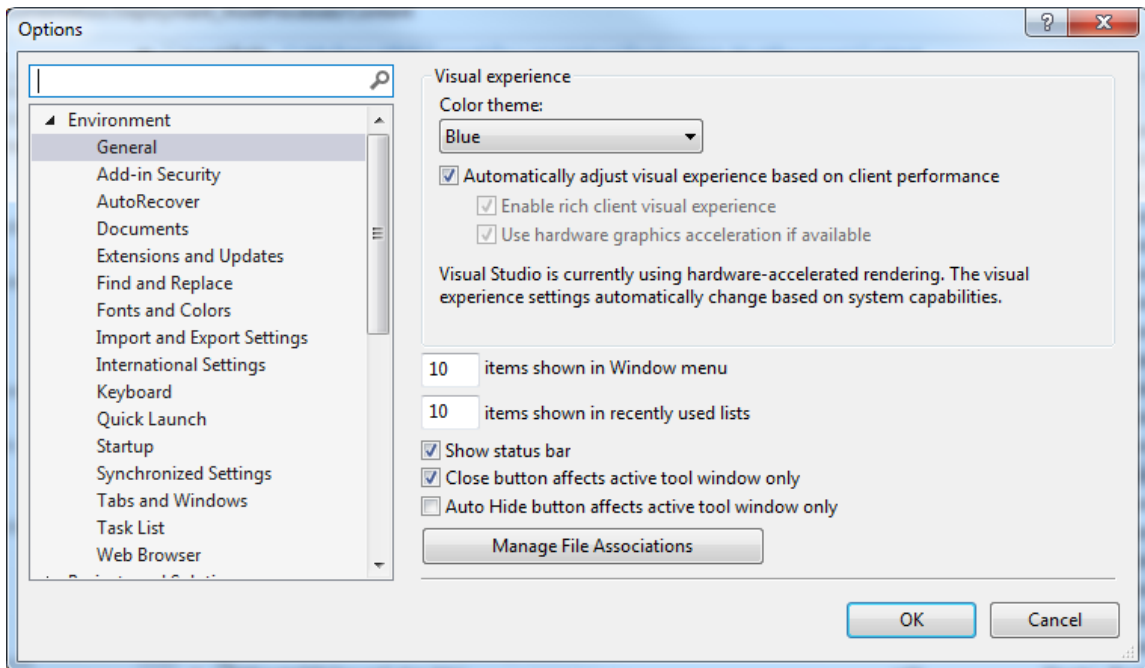 Options
Environment
General
Add-in Security
AutoRecover
Documents
Extensions and Updates
Find and Replace
Fonts and Colors
Import and Export Settings
International Settings
Keyboard
Quick Launch
Startup
Synchronized Settings
Tabs and Windows
Task List
Web Browser
Visual experience
Color theme:
Blue
Automatically adjust visual experience based on client performance
Enable rich client visual experience
Use hardware graphics acceleration if available
Visual Studio is currently using hardware-accelerated rendering. The visual
experience settings automatically change based on system capabilities.
10 items shown in Window menu
10 items shown in recently used lists
Show status bar
Close button affects active tool window only
Auto Hide button affects active tool window only
Manage File Associations
OK Cancel